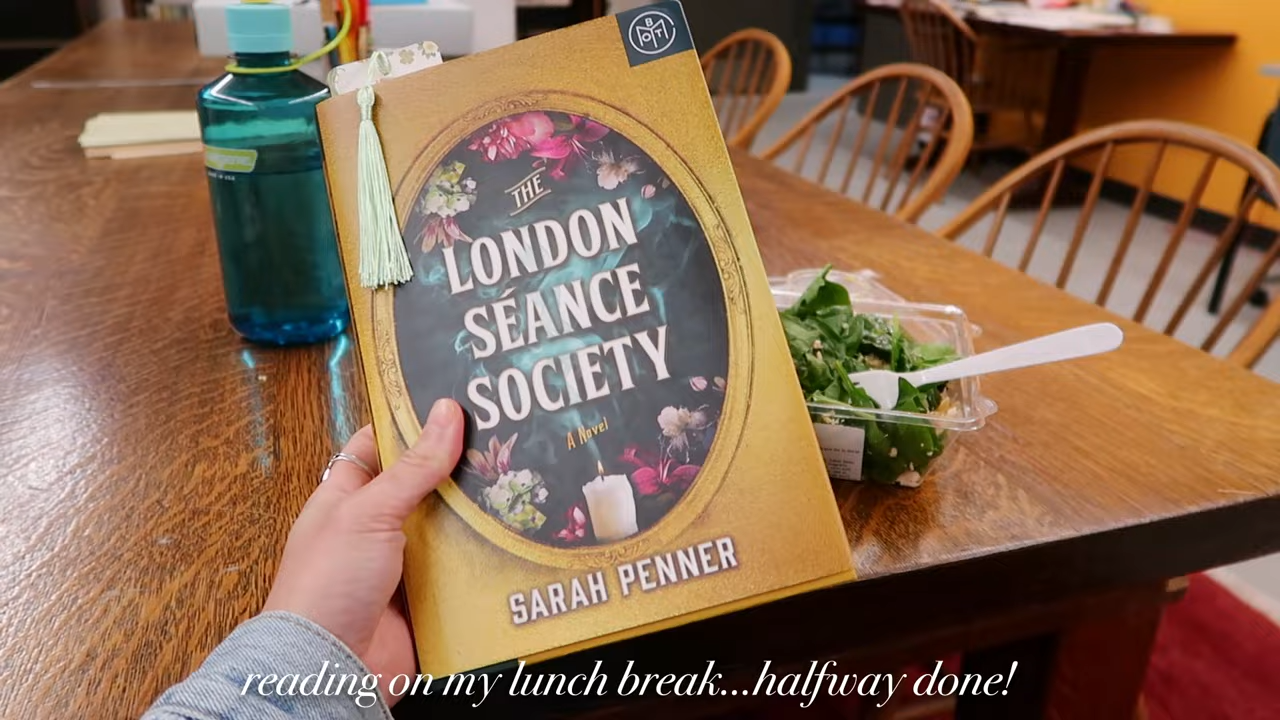 BOTM
THE
LONDON
SÉANCE
SOCIETY
A Novel
SARAH PENNER
reading on my lunch break...halfway done!